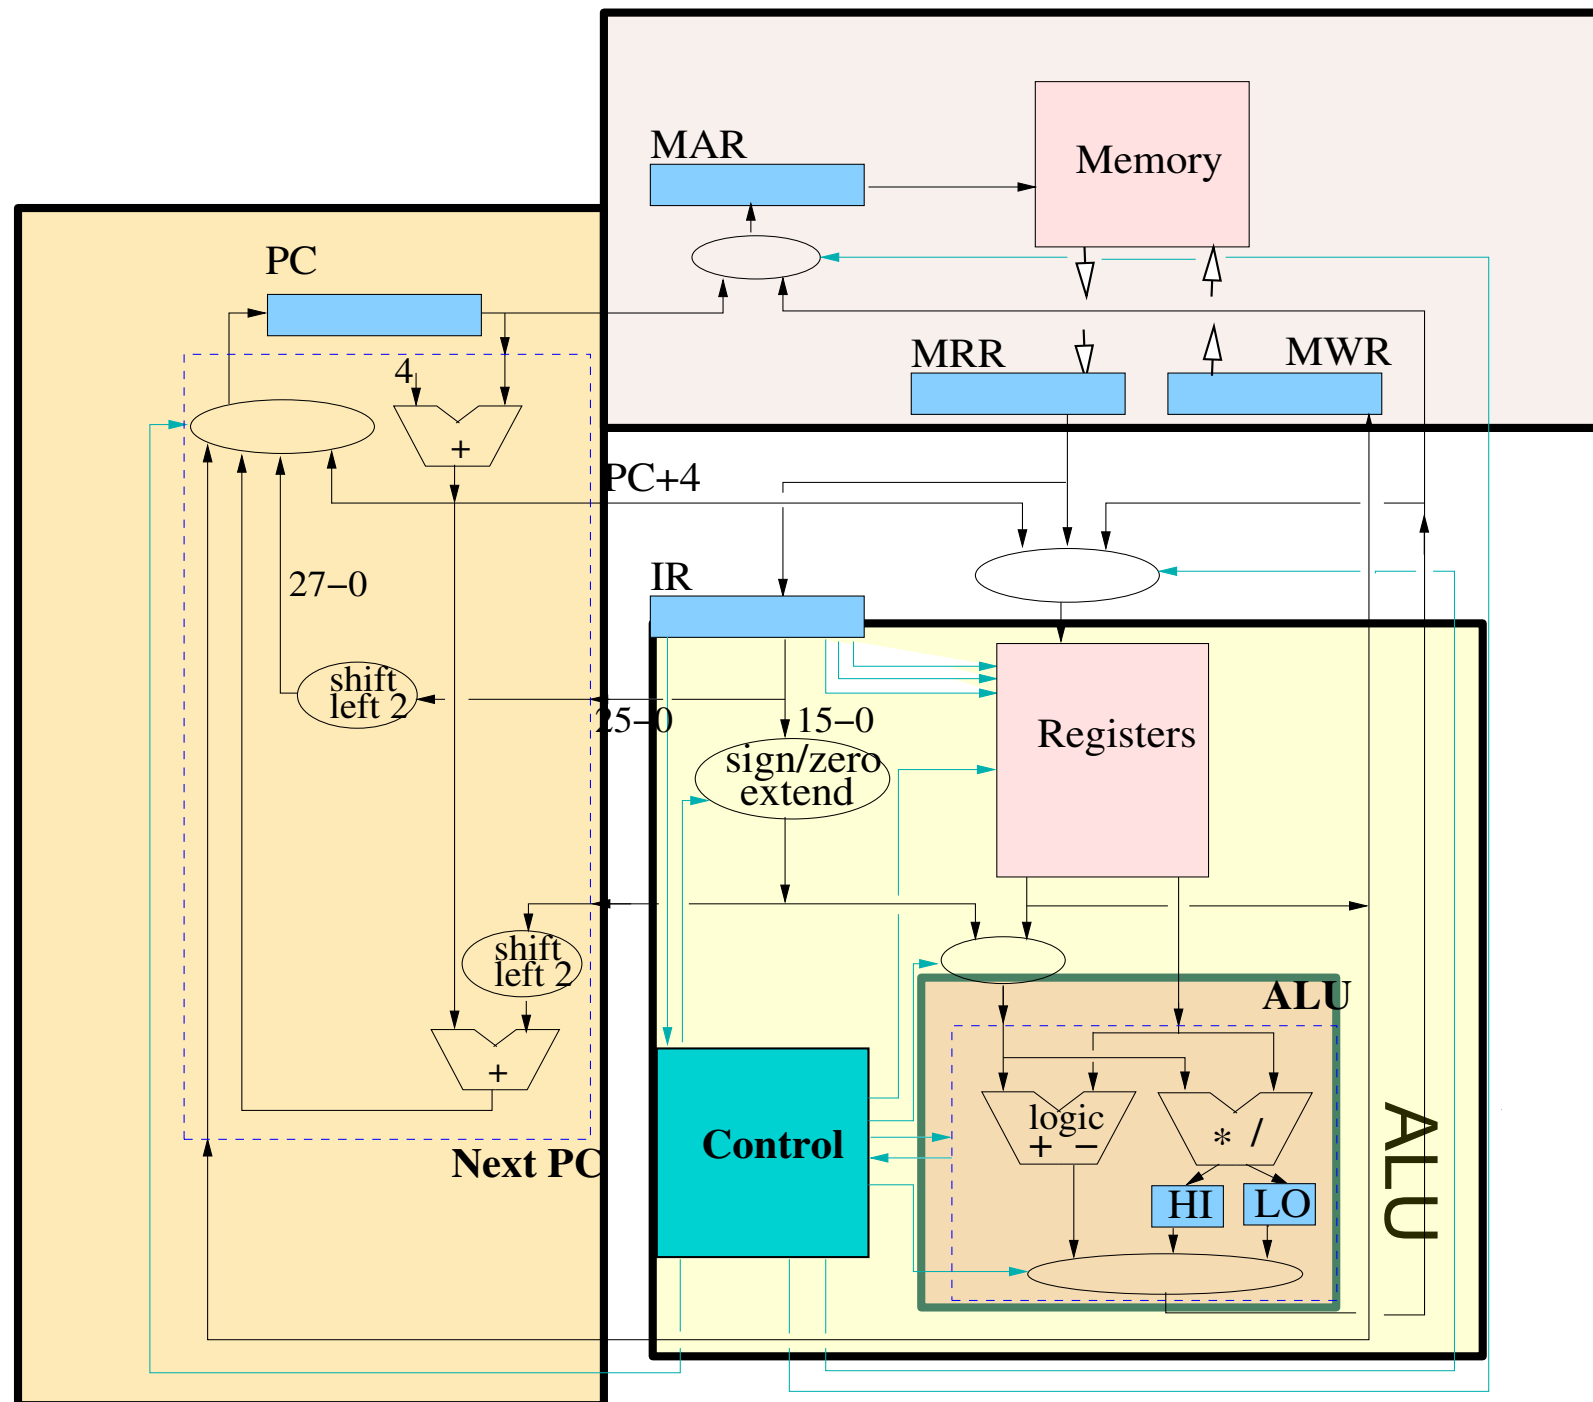 MAR
Memory
PC
MRR
MWR
4
+
PC+4
27−0
IR
shift
left 2
25−0
15−0
sign/zero
extend
Registers
shift
left 2
ALU
+
Control
logic
+ −
* /
ALU
Next PC
HI
LO